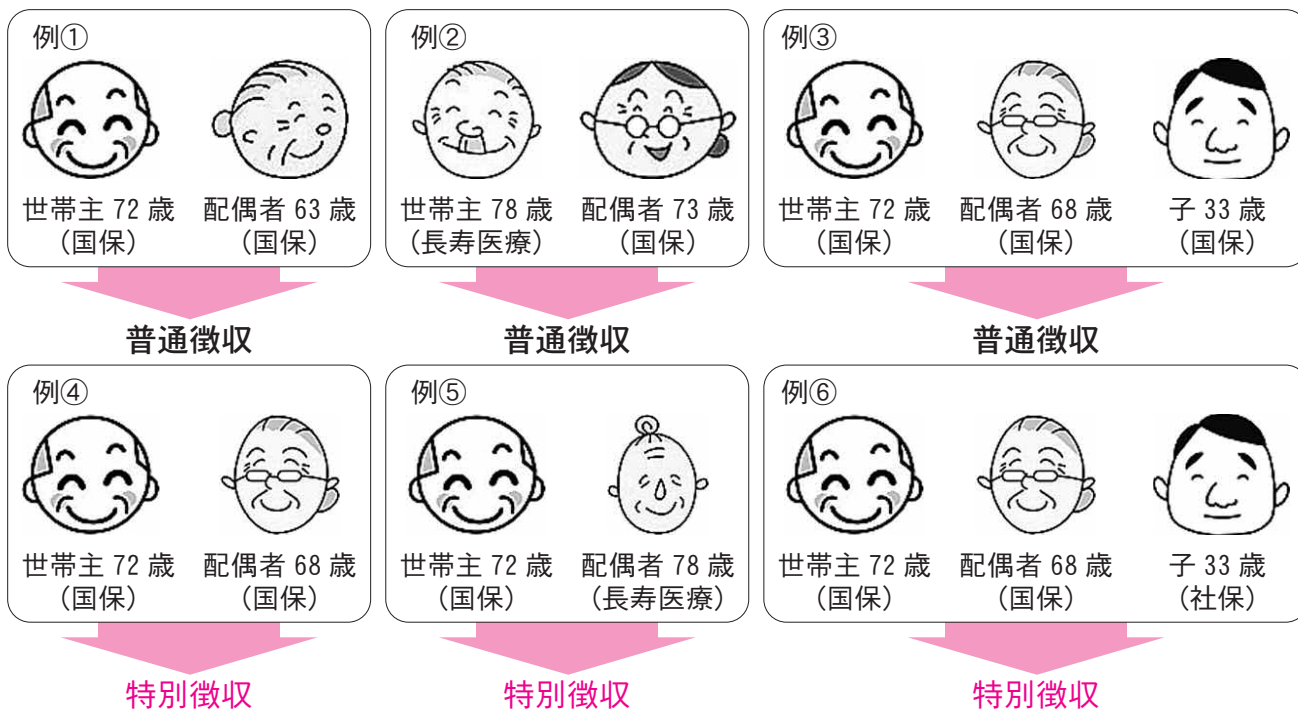 例①
世帯主 72 歳 配偶者 63 歳
（国保） （国保）
普通徴収
例②
世帯主 78 歳 配偶者 73 歳
（長寿医療） （国保）
普通徴収
例③
世帯主 72 歳 配偶者 68 歳 子 33 歳
（国保） （国保） （国保）
普通徴収
例④
世帯主 72 歳 配偶者 68 歳
（国保） （国保）
特別徴収
例⑤
世帯主 72 歳 配偶者 78 歳
（国保） （長寿医療）
特別徴収
例⑥
世帯主 72 歳 配偶者 68 歳 子 33 歳
（国保） （国保） （社保）
特別徴収